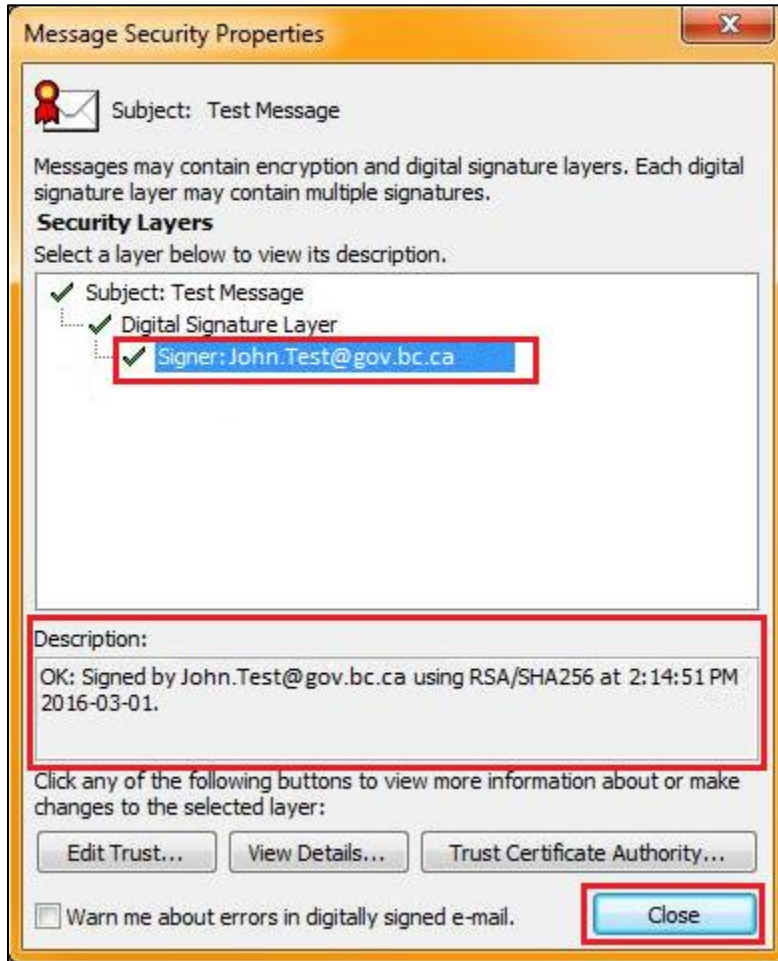 Message Security Properties
Subject: Test Message
Messages may contain encryption and digital signature layers. Each digital
signature layer may contain multiple signatures.
Security Layers
Select a layer below to view its description.
Subject: Test Message
Digital Signature Layer
Signer:John.Test@gov.bc.ca
Description:
OK: Signed by John.Test@gov.bc.ca using RSA/SHA256 at 2:14:51 PM
2016-03-01.
Click any of the following buttons to view more information about or make
changes to the selected layer:
Edit Trust... View Details... Trust Certificate Authority...
Warn me about errors in digitally signed e-mail. Close